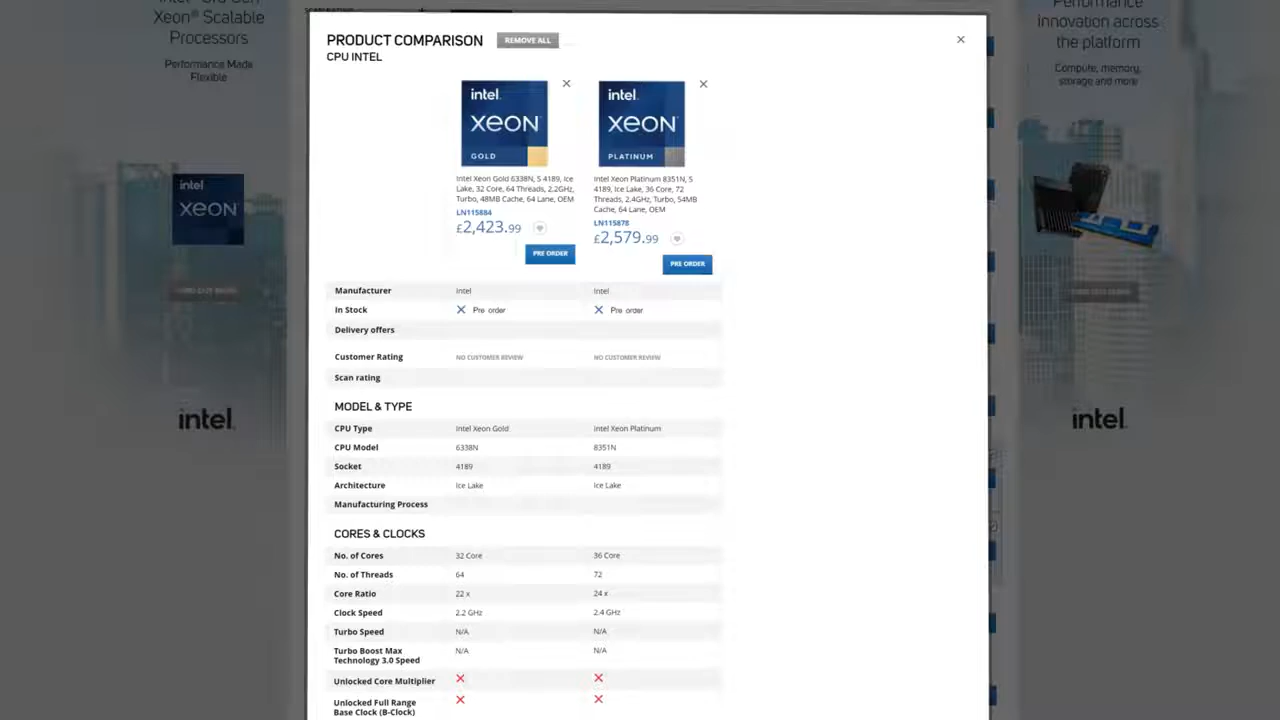 Xeon® Scalable
Processors
Performance Made
Flexible
intel
XEON
intel.
PRODUCT COMPARISON
REMOVE ALL
CPU INTEL
intel.
XEON
GOLD
intel.
XEON
PLATINUM
Intel Xeon Gold 6338N, S 4189, Ice
Lake, 32 Core, 64 Threads, 2.2GHz,
Turbo, 48MB Cache, 64 Lane, OEM
LN115884
£2,423.99
PRE ORDER
Intel Xeon Platinum 8351N, S
4189, Ice Lake, 36 Core, 72
Threads, 2.4GHz, Turbo, 54MB
Cache, 64 Lane, OEM
LN115878
£2,579.99
PRE ORDER
Manufacturer Intel Intel
In Stock Pre order Pre order
Delivery offers
Customer Rating NO CUSTOMER REVIEW NO CUSTOMER REVIEW
Scan rating
MODEL & TYPE
CPU Type Intel Xeon Gold Intel Xeon Platinum
CPU Model 6338N 8351N
Socket 4189 4189
Architecture Ice Lake Ice Lake
Manufacturing Process
CORES & CLOCKS
No. of Cores 32 Core 36 Core
No. of Threads 64 72
Core Ratio 22 x 24 x
Clock Speed 2.2 GHz 2.4 GHz
Turbo Speed N/A N/A
Turbo Boost Max N/A N/A
Technology 3.0 Speed
Unlocked Core Multiplier
Unlocked Full Range
Base Clock (B-Clock)
Performance
innovation across
the platform
Compute, memory,
storage and more
intel.